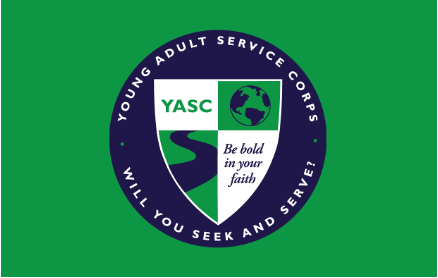 YOUNG ADULT SERVICE CORPS
YASC
Be bold
in your
faith
WILL YOU SEEK AND SERVE?